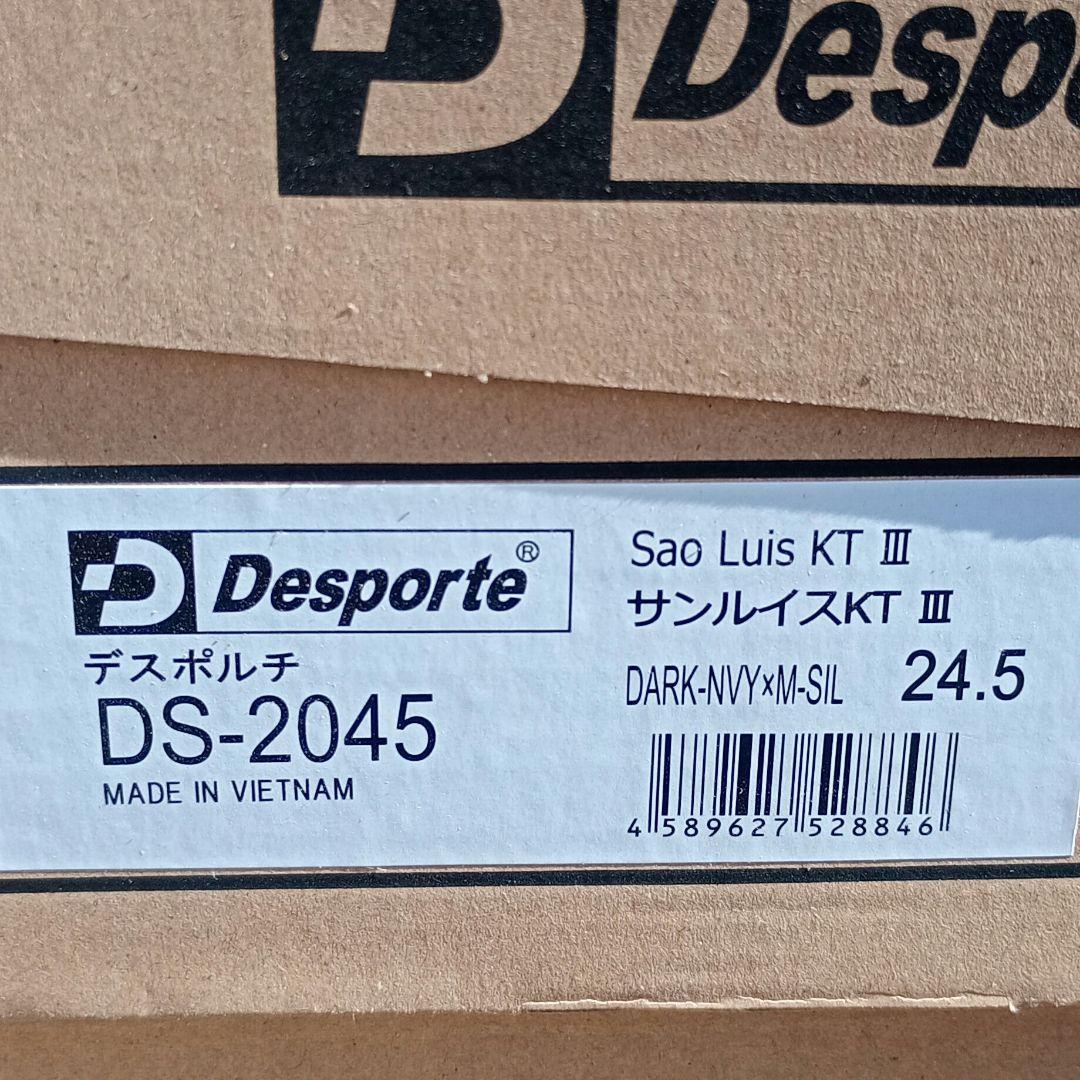 Desp
Desporte®
デスポルチ
DS-2045
MADE IN VIETNAM
Sao Luis KT Ⅲ
サンルイスKT Ⅲ
DARK-NVY×M-SIL 24.5
4 589627 528846